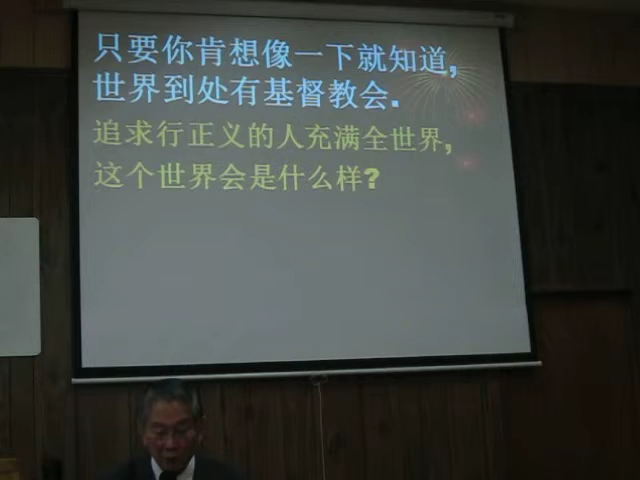 只要你肯想像一下就知道,
世界到处有基督教会.
追求行正义的人充满全世界,
这个世界会是什么样?